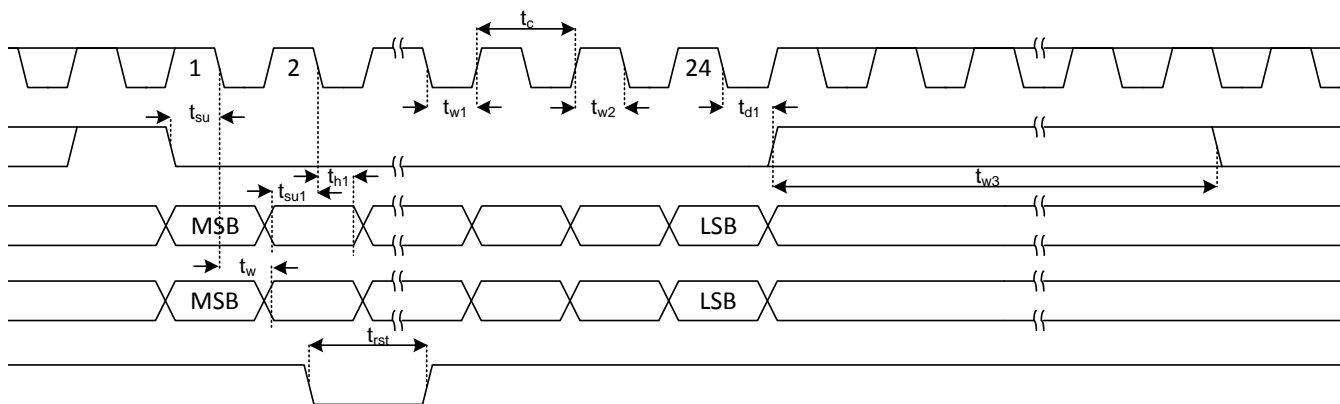 t_c
1
2
24
t_su
t_w1
t_w2
t_d1
t_su1
t_h1
t_w3
MSB
LSB
t_w
MSB
LSB
t_rst